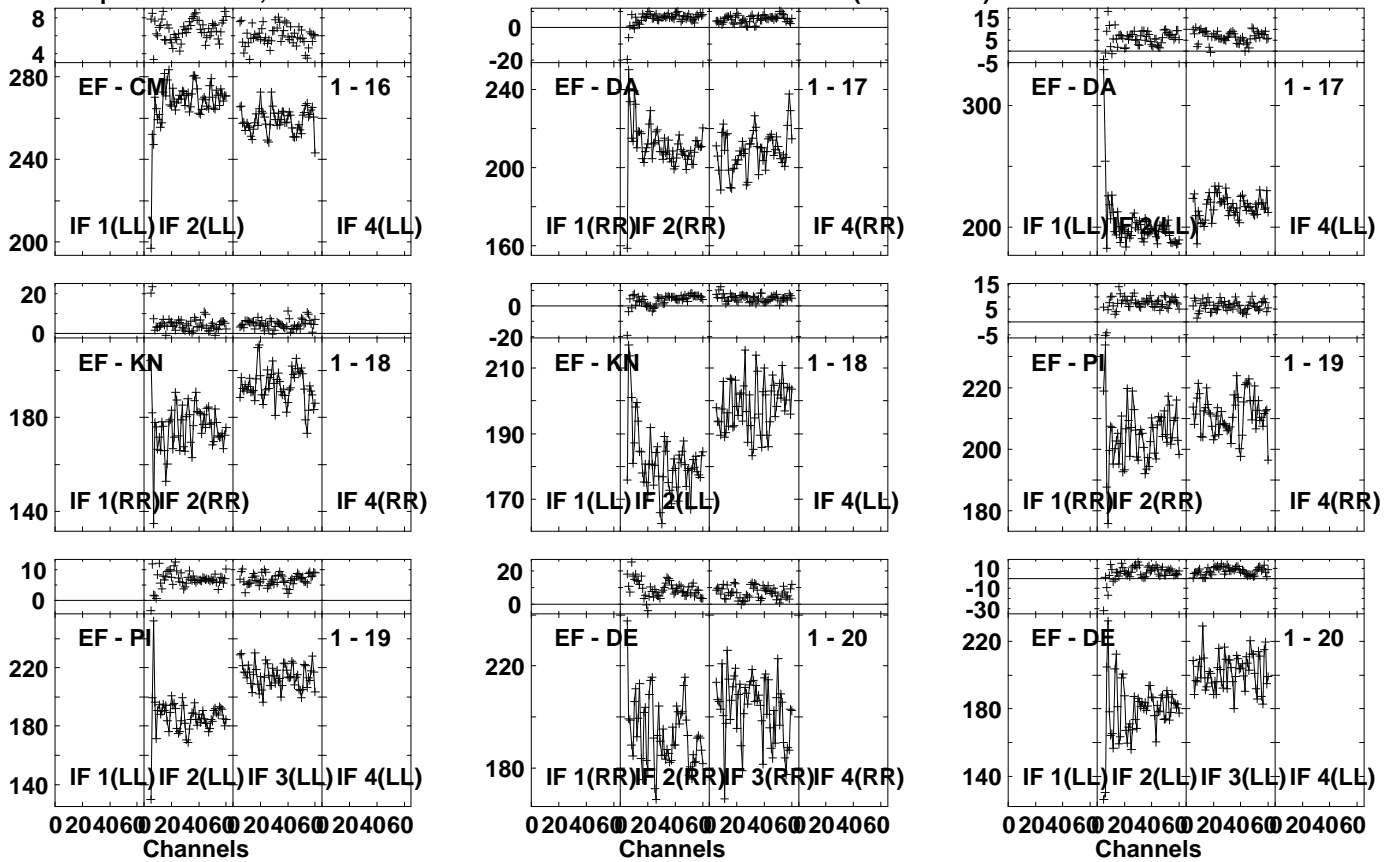 8
4
280
240
200
EF - CM
1 - 16
IF 1(LL)
IF 2(LL)
IF 4(LL)
0
-20
240
200
160
EF - DA
1 - 17
IF 1(RR)
IF 2(RR)
IF 4(RR)
15
5
-5
300
200
EF - DA
1 - 17
IF 1(LL)
IF 2(LL)
IF 4(LL)
20
0
180
140
EF - KN
1 - 18
IF 1(RR)
IF 2(RR)
IF 4(RR)
20
0
-20
210
190
170
EF - KN
1 - 18
IF 1(LL)
IF 2(LL)
IF 4(LL)
15
5
-5
220
200
180
EF - PI
1 - 19
IF 1(RR)
IF 2(RR)
IF 4(RR)
10
0
220
180
140
EF - PI
1 - 19
IF 1(LL)
IF 2(LL)
IF 3(LL)
IF 4(LL)
0 20 40 60 0 20 40 60 0 20 40 60 0 20 40 60
Channels
20
0
220
180
EF - DE
1 - 20
IF 1(RR)
IF 2(RR)
IF 3(RR)
IF 4(RR)
0 20 40 60 0 20 40 60 0 20 40 60 0 20 40 60
Channels
10
-10
-30
220
180
140
EF - DE
1 - 20
IF 1(LL)
IF 2(LL)
IF 3(LL)
IF 4(LL)
0 20 40 60 0 20 40 60 0 20 40 60 0 20 40 60
Channels